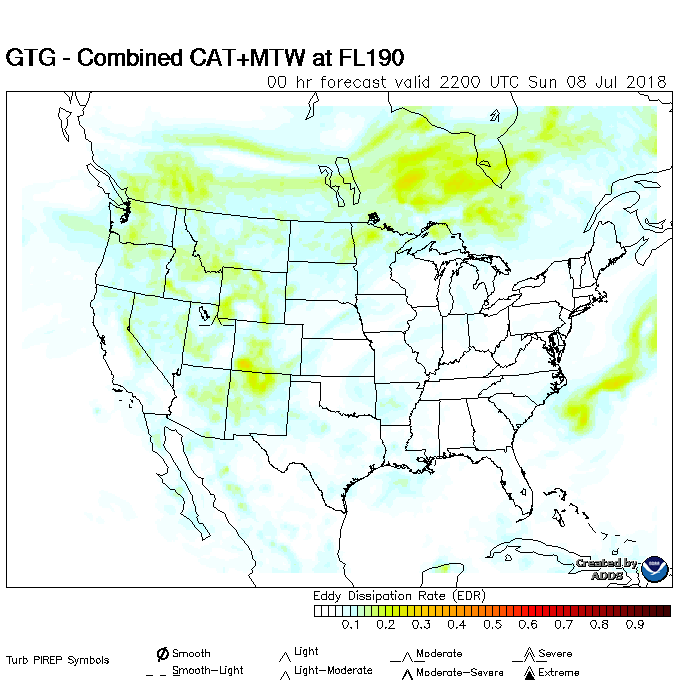 GTG - Combined CAT+MTW at FL190
00 hr forecast valid 2200 UTC Sun 08 Jul 2018
Created by
ADDS
Eddy Dissipation Rate (EDR)
0.1 0.2 0.3 0.4 0.5 0.6 0.7 0.8 0.9
Turb PIREP Symbols
Smooth Light Moderate Severe
Smooth-Light Light-Moderate Moderate-Severe Extreme